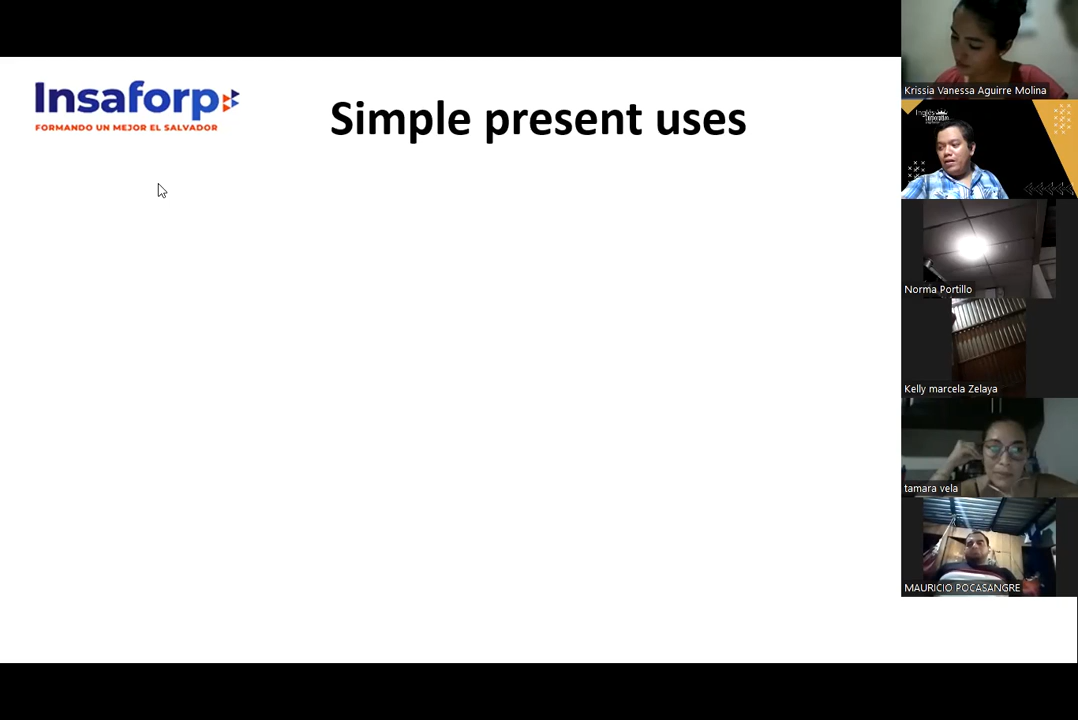 Insaforp
FORMANDO UN MEJOR EL SALVADOR
Simple present uses
Krissia Vanessa Aguirre Molina
Inglés
Norma Portillo
Kelly marcela Zelaya
tamara vela
MAURICIO POCASANGRE